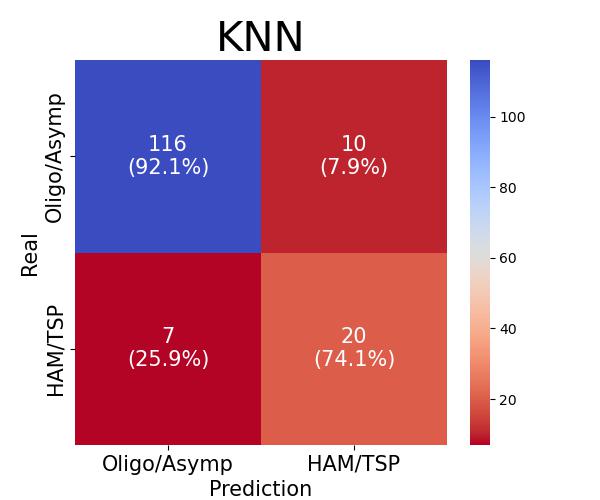 KNN
Oligo/Asymp
HAM/TSP
Real
116
(92.1%)
10
(7.9%)
7
(25.9%)
20
(74.1%)
Oligo/Asymp
HAM/TSP
Prediction
100
80
60
40
20